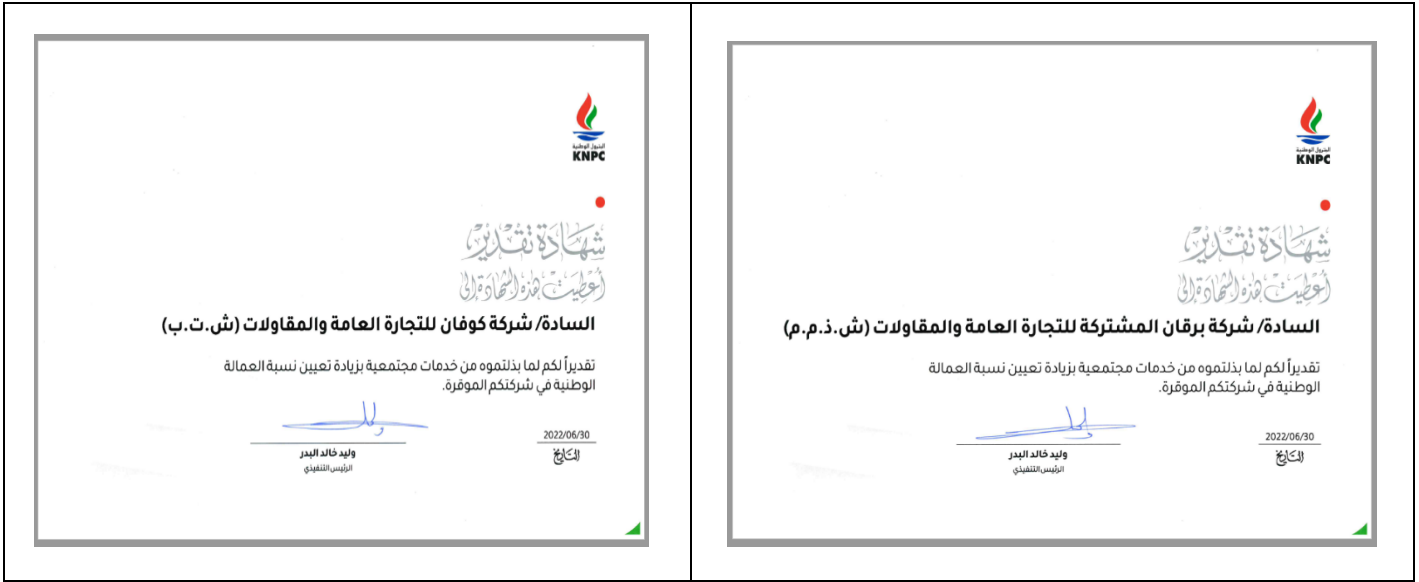 البترول الوطنية
KNPC
شهادة تقدير
أعطيت هذه الشهادة إلى
السادة/ شركة برقان المشتركة للتجارة العامة والمقاولات (ش.ذ.م.م)
تقديراً لكم لما بذلتموه من خدمات مجتمعية بزيادة تعيين نسبة العمالة
الوطنية في شركتكم الموقرة.
2022/06/30
التاريخ
وليد خالد البدر
الرئيس التنفيذي
البترول الوطنية
KNPC
شهادة تقدير
أعطيت هذه الشهادة إلى
السادة/ شركة كوفان للتجارة العامة والمقاولات (ش.ت.ب)
تقديراً لكم لما بذلتموه من خدمات مجتمعية بزيادة تعيين نسبة العمالة
الوطنية في شركتكم الموقرة.
2022/06/30
التاريخ
وليد خالد البدر
الرئيس التنفيذي